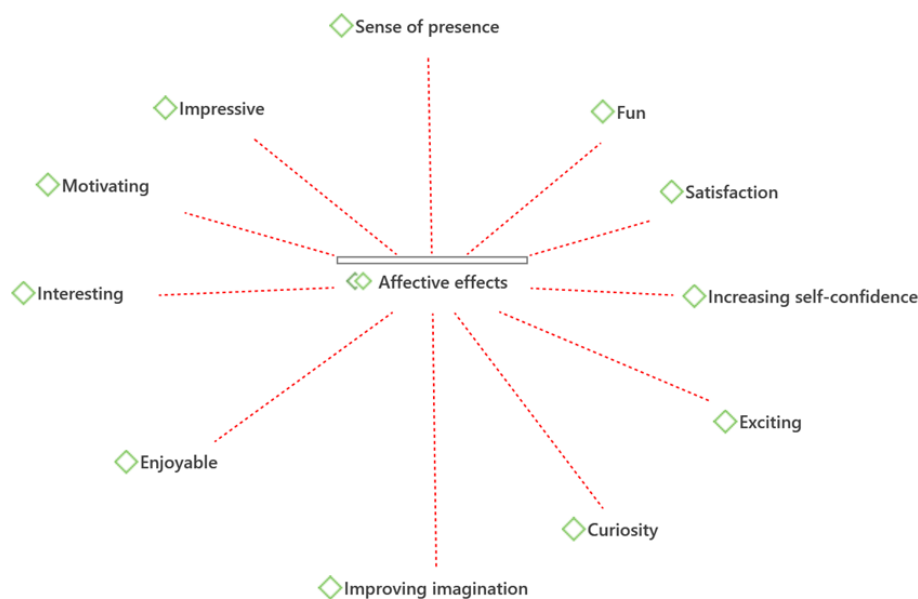 Sense of presence
Impressive
Fun
Motivating
Satisfaction
Affective effects
Interesting
Increasing self-confidence
Exciting
Enjoyable
Curiosity
Improving imagination